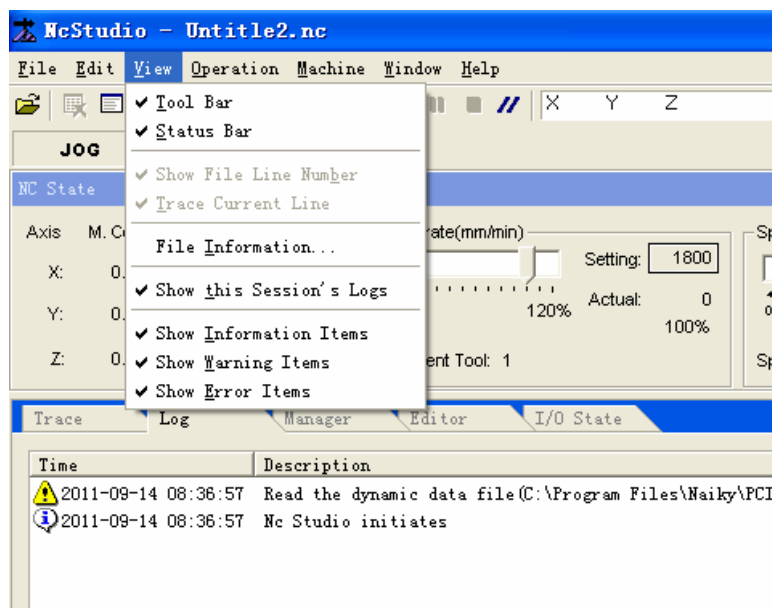 NcStudio - Untitle2.nc
File Edit View Operation Machine Window Help
X Y Z
Tool Bar
Status Bar
Show File Line Number
Trace Current Line
File Information...
Show this Session's Logs
Show Information Items
Show Warning Items
Show Error Items
JOG
NC State
Axis M. C
rate(mm/min)
X: 0.
Setting: 1800
120%
Y: 0.
Actual: 0
100%
Z: 0.
ent Tool: 1
Sp
Sp
Trace Log Manager Editor I/O State
Time Description
2011-09-14 08:36:57 Read the dynamic data file(C:\Program Files\Naiky\PCI
2011-09-14 08:36:57 Nc Studio initiates